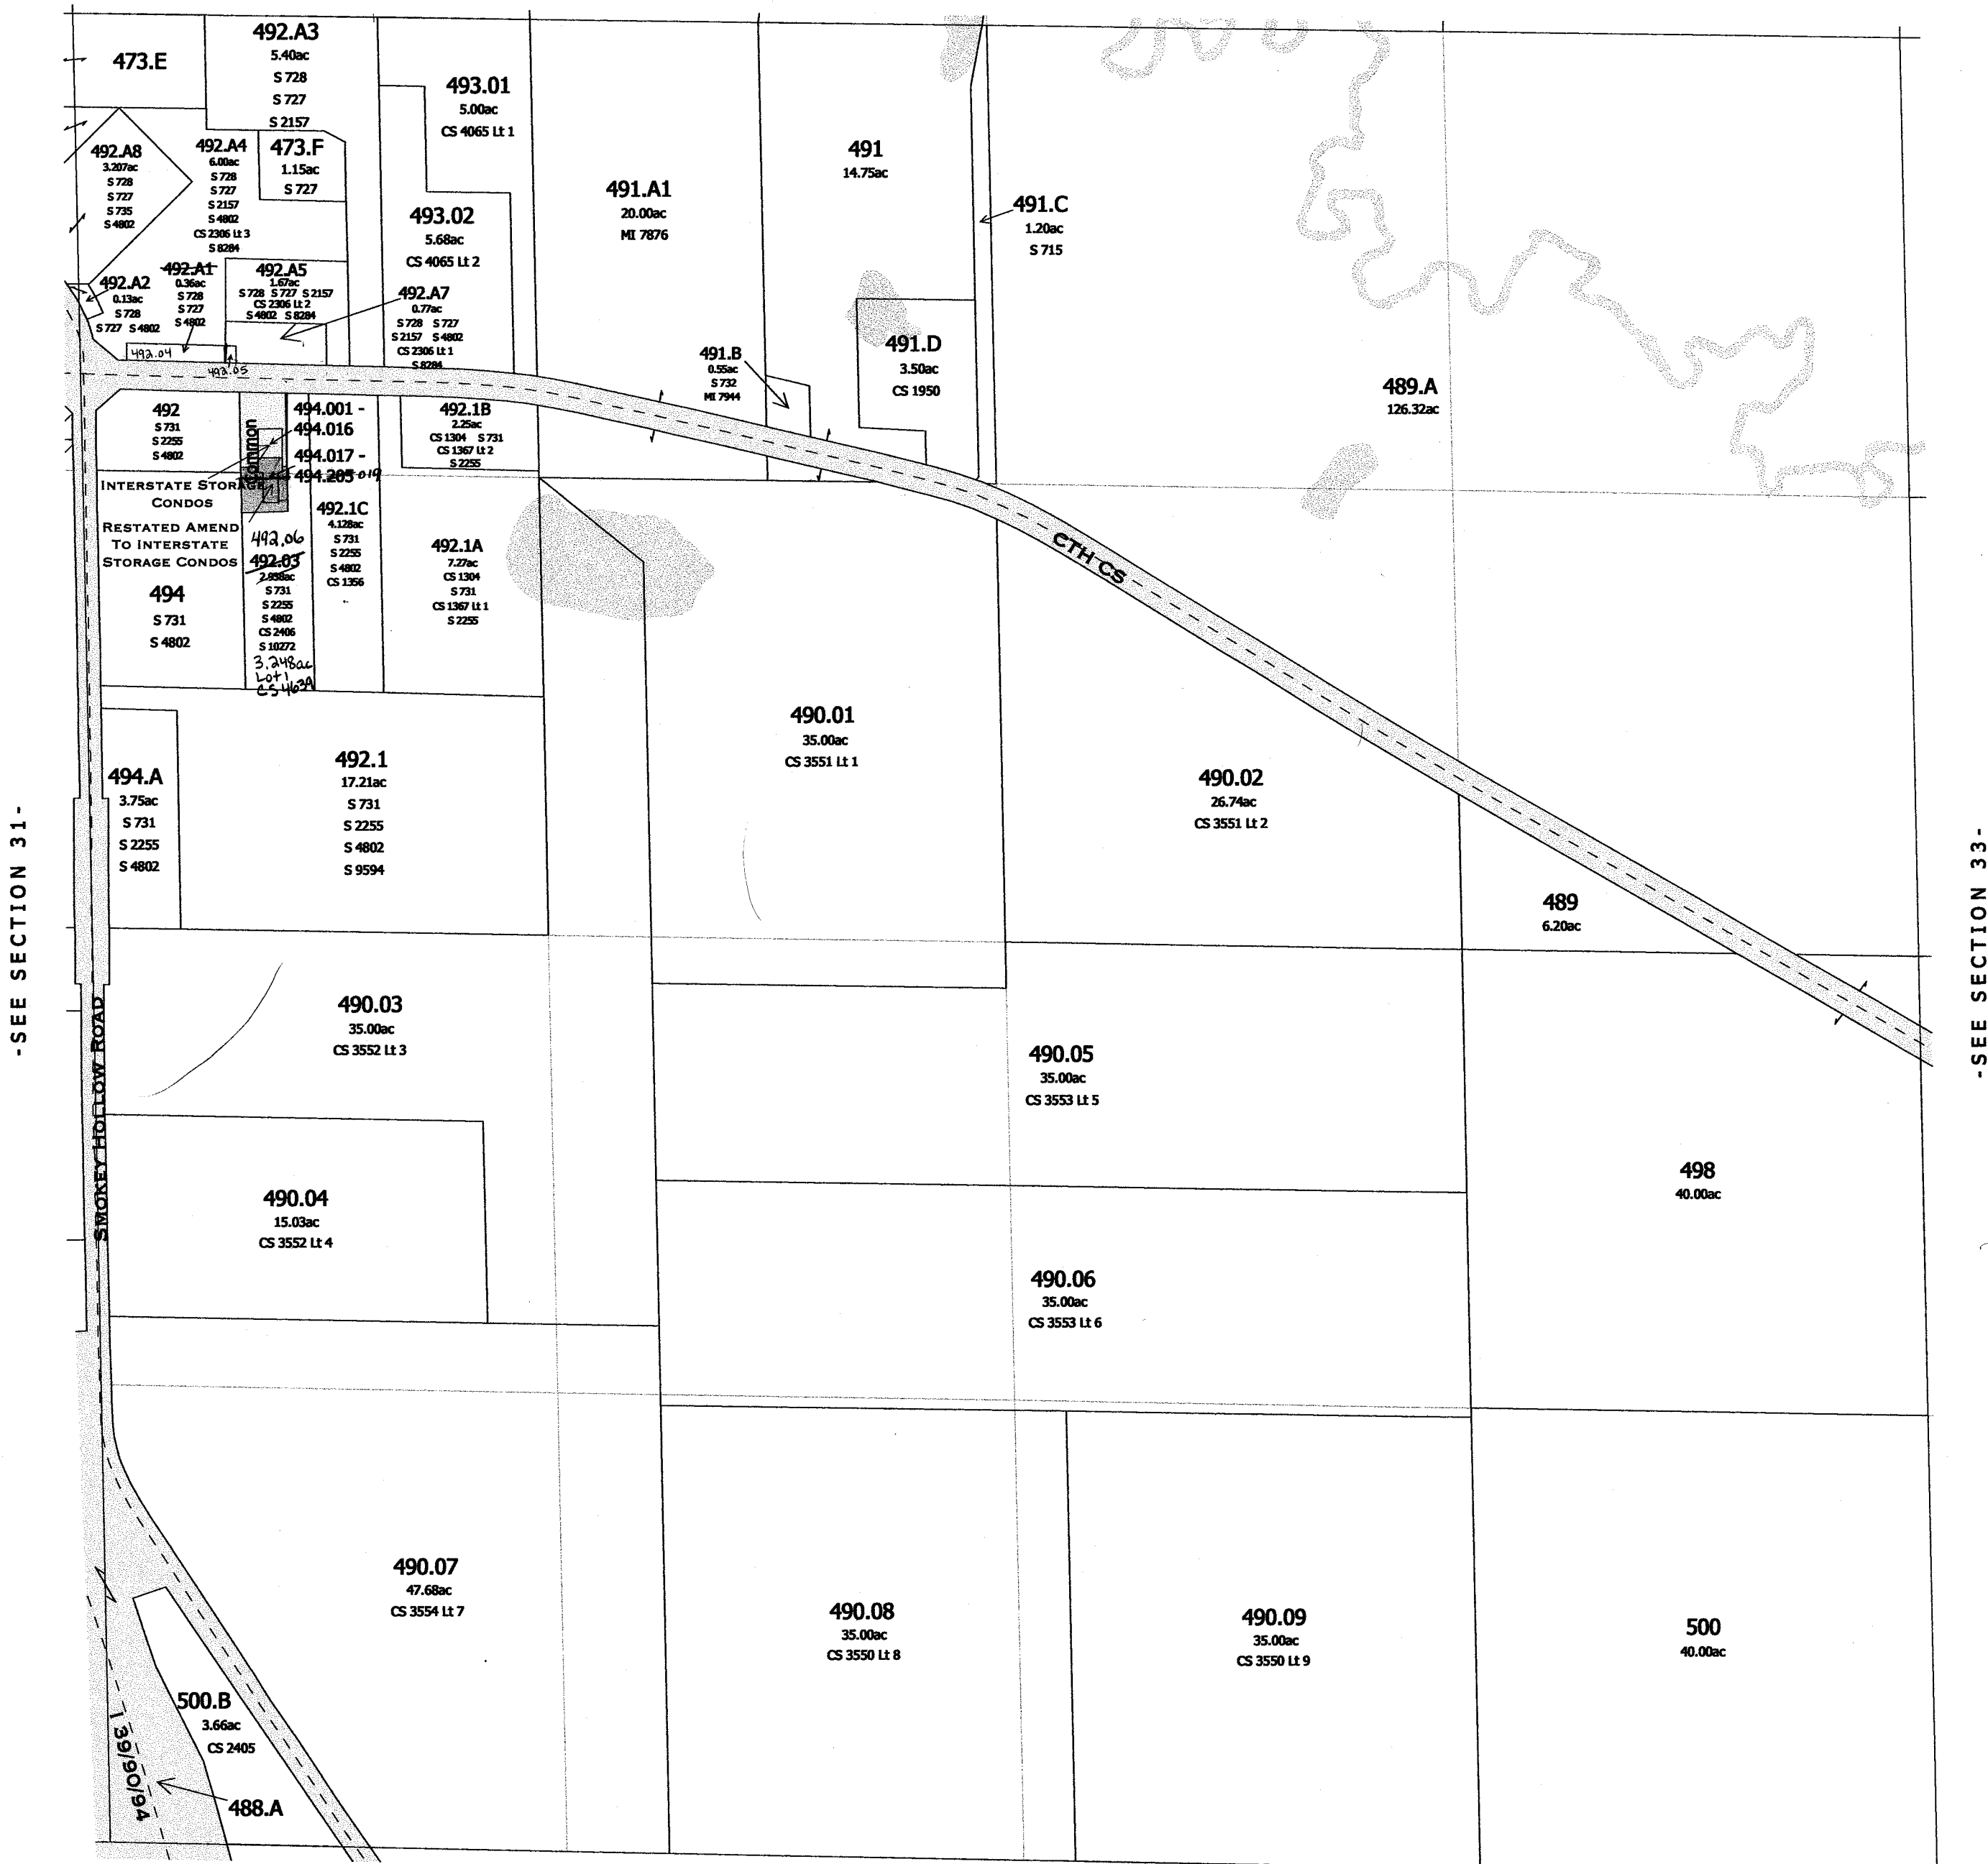 473.E
492.A3
5.40ac
S 728
S 727
S 2157
493.01
5.00ac
CS 4065 Lt 1
492.A8
3.207ac
S 728
S 727
S 735
S 4802
492.A4
6.00ac
S 728
S 727
S 2157
S 4802
CS 2306 Lt 3
S 8284
473.F
1.15ac
S 727
491.A1
20.00ac
MI 7876
491
14.75ac
491.C
1.20ac
S 715
493.02
5.68ac
CS 4065 Lt 2
492.A2
0.13ac
S 728
S 727 S 4802
492.A1
0.36ac
S 728
S 727
S 4802
492.A5
1.67ac
S 728 S 727 S 2157
CS 2306 Lt 2
S 4802 S 8284
492.A7
0.77ac
S 728 S 727
S 2157 S 4802
CS 2306 Lt 1
S 8284
492.04
492.05
491.B
0.55ac
S 732
MI 7944
491.D
3.50ac
CS 1950
489.A
126.32ac
492
S 731
S 2255
S 4802
Common
494.001 -
494.016
494.017 -
494.205 019
492.1B
2.25ac
CS 1304 S 731
CS 1367 Lt 2
S 2255
INTERSTATE STORAGE
CONDOS
RESTATED AMEND
TO INTERSTATE
STORAGE CONDOS
494
S 731
S 4802
492.06
492.03
2.938ac
S 731
S 2255
S 4802
CS 2406
S 10272
3.248ac
Lot 1
CS 4639
492.1C
4.128ac
S 731
S 2255
S 4802
CS 1356
492.1A
7.27ac
CS 1304
S 731
CS 1367 Lt 1
S 2255
CTH CS
494.A
3.75ac
S 731
S 2255
S 4802
492.1
17.21ac
S 731
S 2255
S 4802
S 9594
490.01
35.00ac
CS 3551 Lt 1
490.02
26.74ac
CS 3551 Lt 2
489
6.20ac
-SEE SECTION 31-
-SEE SECTION 33-
SMOKEY HOLLOW ROAD
490.03
35.00ac
CS 3552 Lt 3
490.05
35.00ac
CS 3553 Lt 5
490.04
15.03ac
CS 3552 Lt 4
498
40.00ac
490.06
35.00ac
CS 3553 Lt 6
490.07
47.68ac
CS 3554 Lt 7
490.08
35.00ac
CS 3550 Lt 8
490.09
35.00ac
CS 3550 Lt 9
500
40.00ac
500.B
3.66ac
CS 2405
I 39/90/94
488.A